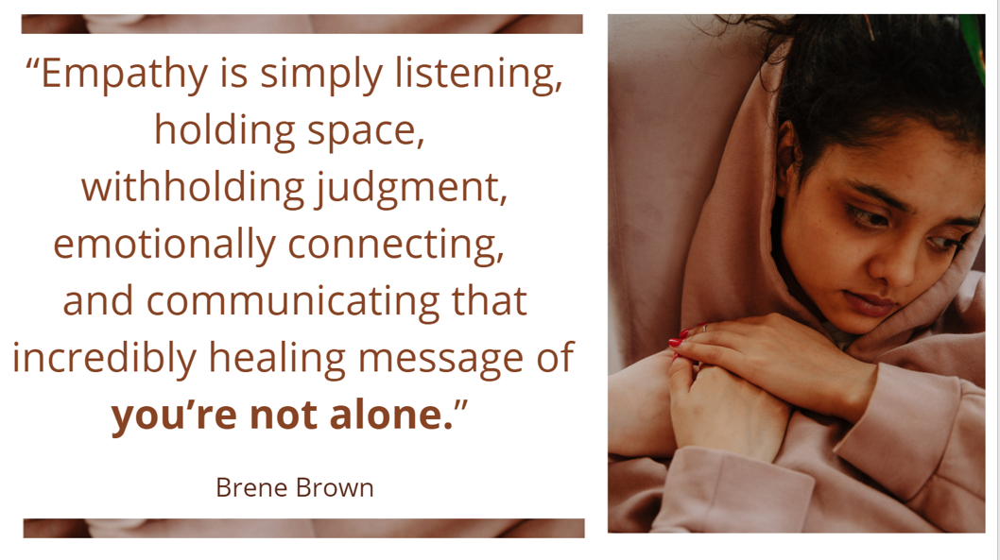 “Empathy is simply listening,
holding space,
withholding judgment,
emotionally connecting,
and communicating that
incredibly healing message of
you’re not alone.”
Brene Brown